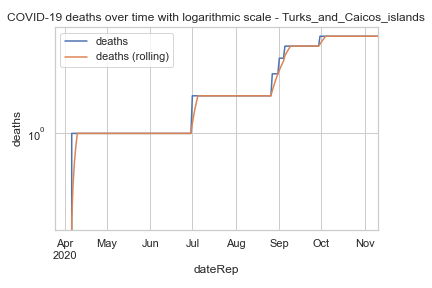 COVID-19 deaths over time with logarithmic scale - Turks_and_Caicos_islands
deaths
deaths (rolling)
deaths
10⁰
Apr May Jun Jul Aug Sep Oct Nov
2020
dateRep